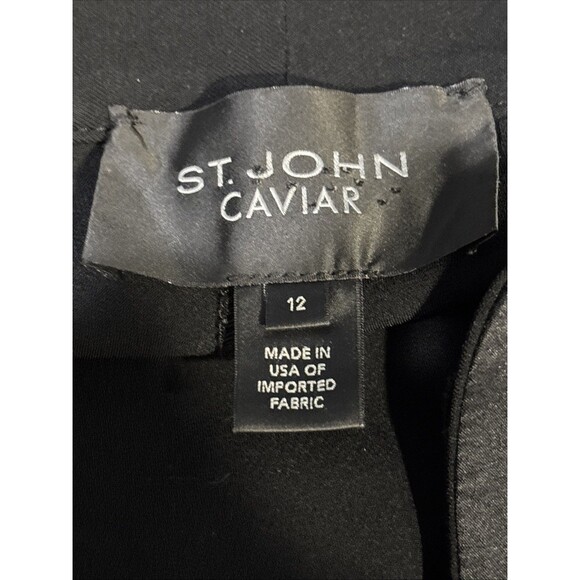 ST. JOHN
CAVIAR
12
MADE IN
USA OF
IMPORTED
FABRIC